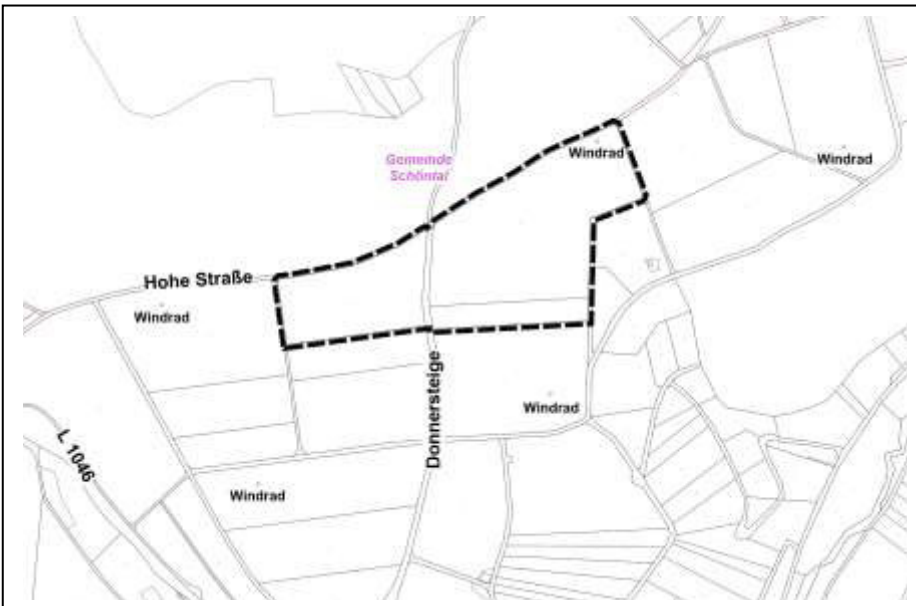 Windrad
Windrad
Gemeinde
Schöntal
Hohe Straße
Windrad
Donnersteige
Windrad
L 1046
Windrad